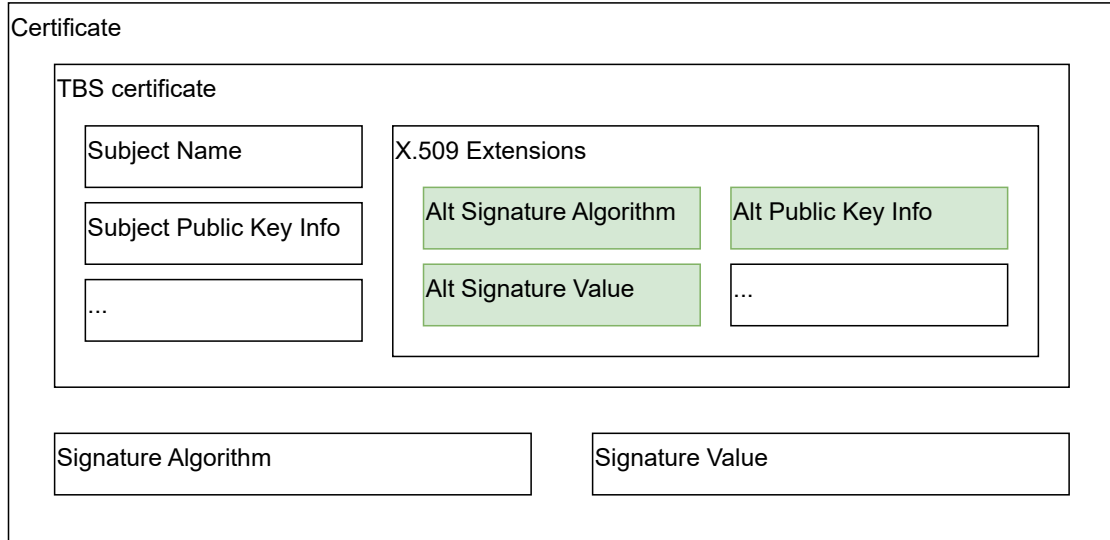 Certificate
TBS certificate
Subject Name
Subject Public Key Info
...
X.509 Extensions
Alt Signature Algorithm
Alt Public Key Info
Alt Signature Value
...
Signature Algorithm
Signature Value